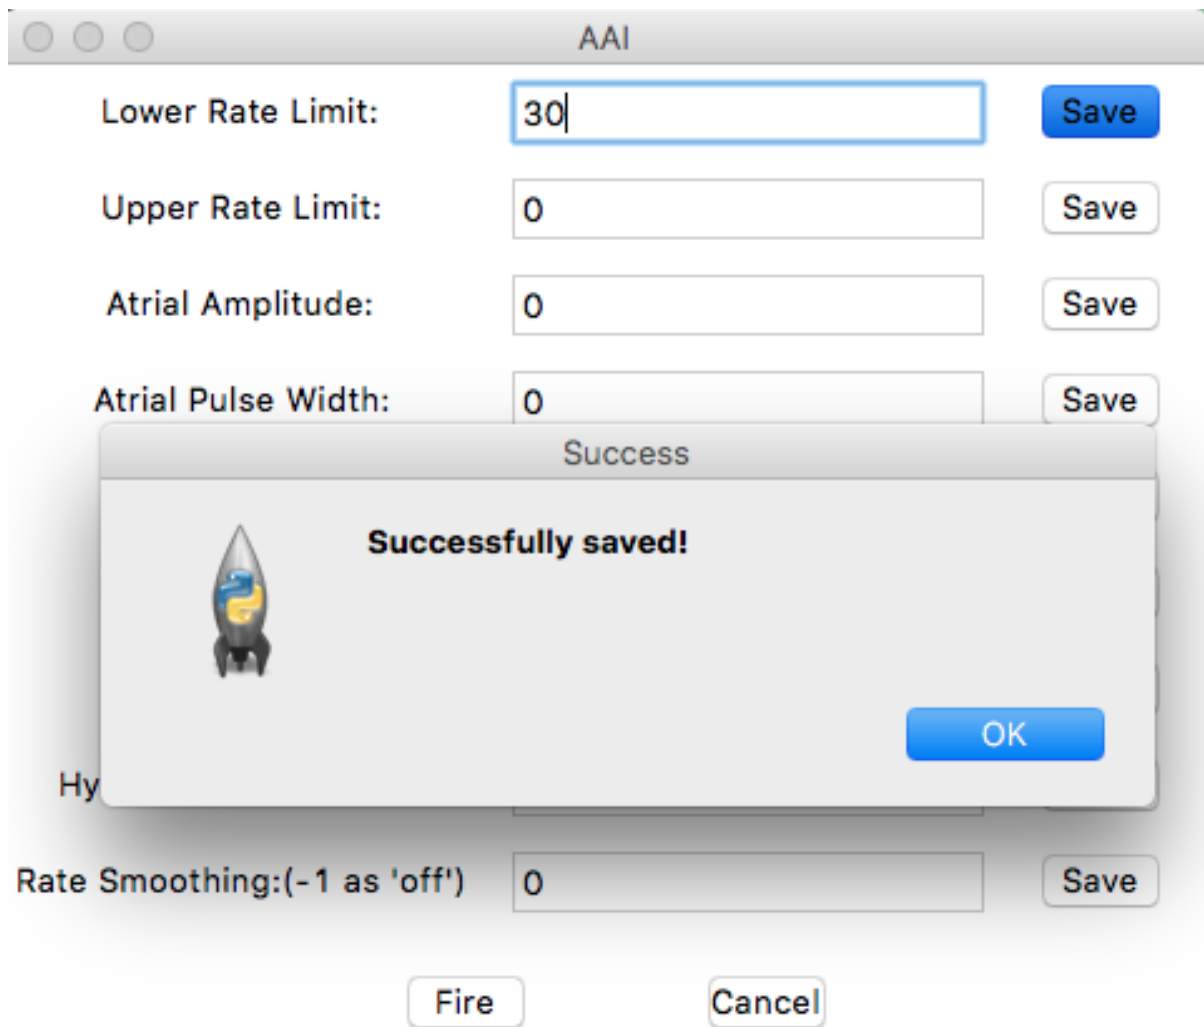 AAI
Lower Rate Limit: 30 Save
Upper Rate Limit: 0 Save
Atrial Amplitude: 0 Save
Atrial Pulse Width: 0 Save
Success
Successfully saved!
OK
Hy
Rate Smoothing:(-1 as 'off') 0 Save
Fire Cancel